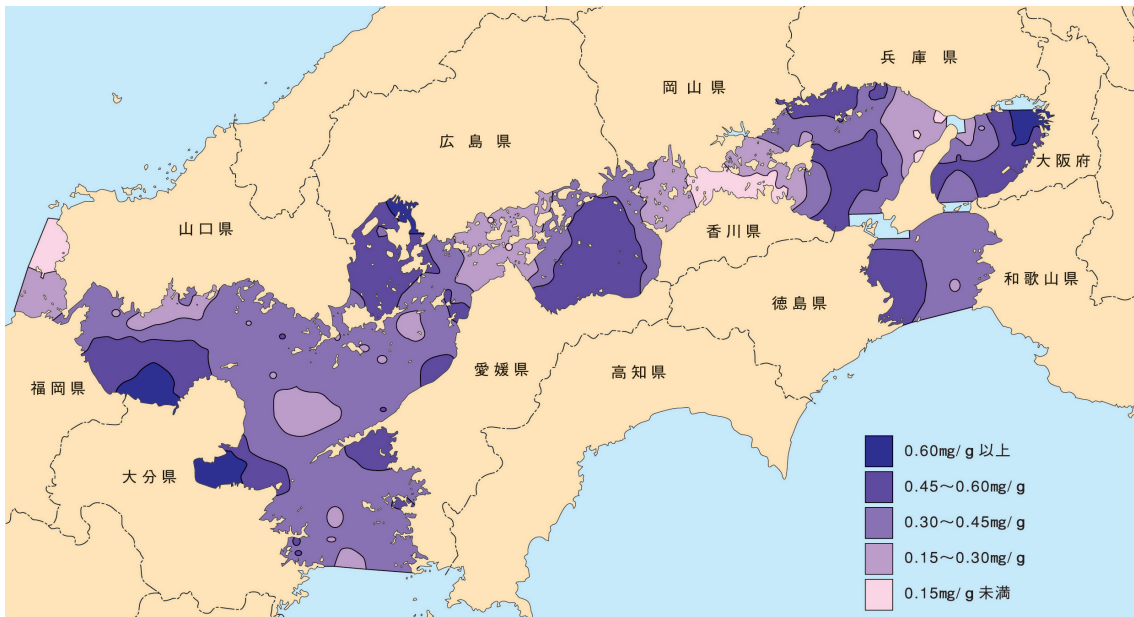 兵庫県
岡山県
広島県
大阪府
山口県
香川県
和歌山県
徳島県
愛媛県
高知県
福岡県
大分県
0.60mg/g以上
0.45～0.60mg/g
0.30～0.45mg/g
0.15～0.30mg/g
0.15mg/g未満